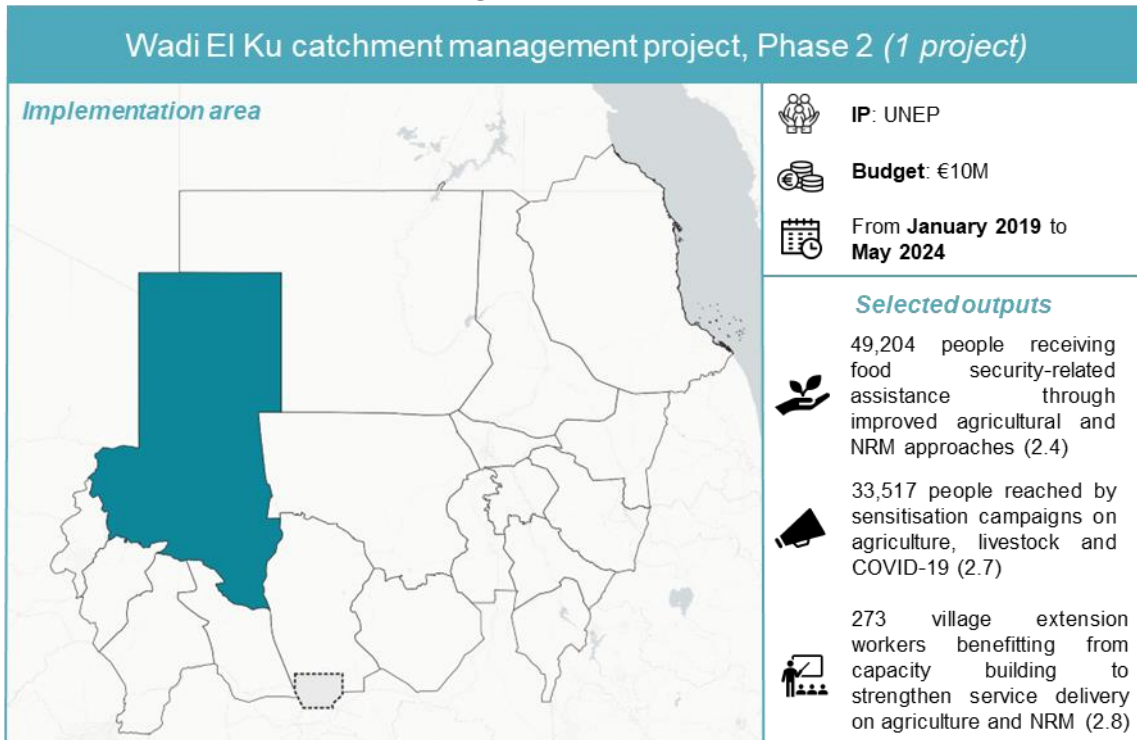 Wadi El Ku catchment management project, Phase 2 (1 project)
Implementation area
IP: UNEP
Budget: €10M
From January 2019 to
May 2024
Selected outputs
49,204 people receiving
food security-related
assistance through
improved agricultural and
NRM approaches (2.4)
33,517 people reached by
sensitisation campaigns on
agriculture, livestock and
COVID-19 (2.7)
273 village extension
workers benefitting from
capacity building to
strengthen service delivery
on agriculture and NRM (2.8)